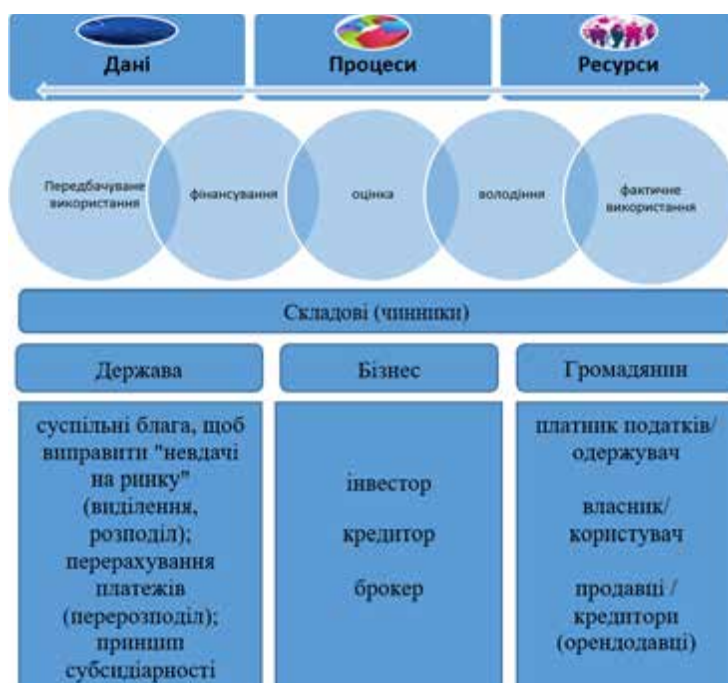 Дані
Процеси
Ресурси
Передбачуване
використання
фінансування
оцінка
володіння
фактичне
використання
Складові (чинники)
Держава
Бізнес
Громадянин
суспільні блага, щоб
виправити "невдачі
на ринку"
(виділення,
розподіл);
перерахування
платежів
(перерозподіл);
принцип
субсидіарності
інвестор
кредитор
брокер
платник податків/
одержувач
власник/
користувач
продавці /
кредитори
(орендодавці)